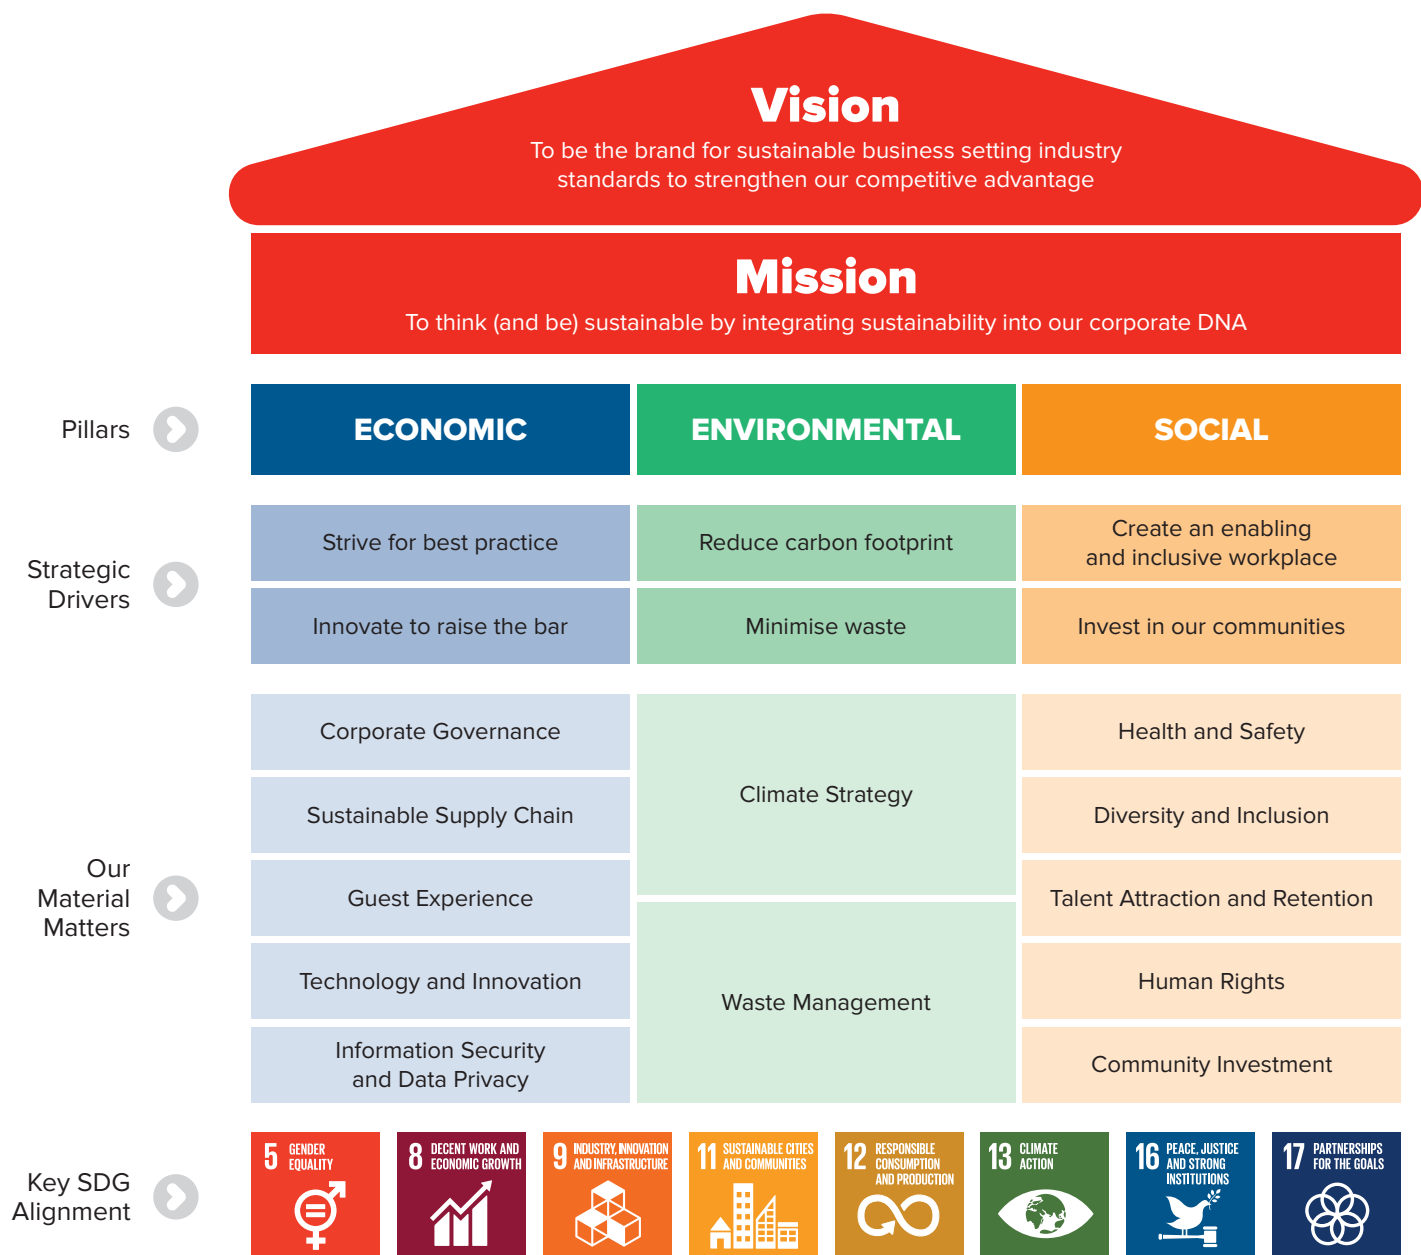 Vision
To be the brand for sustainable business setting industry
standards to strengthen our competitive advantage
Mission
To think (and be) sustainable by integrating sustainability into our corporate DNA
Pillars
ECONOMIC
ENVIRONMENTAL
SOCIAL
Strategic
Drivers
Strive for best practice
Reduce carbon footprint
Create an enabling
and inclusive workplace
Innovate to raise the bar
Minimise waste
Invest in our communities
Our
Material
Matters
Corporate Governance
Sustainable Supply Chain
Guest Experience
Technology and Innovation
Information Security
and Data Privacy
Climate Strategy
Waste Management
Health and Safety
Diversity and Inclusion
Talent Attraction and Retention
Human Rights
Community Investment
Key SDG
Alignment
5 GENDER
EQUALITY
8 DECENT WORK AND
ECONOMIC GROWTH
9 INDUSTRY, INNOVATION
AND INFRASTRUCTURE
11 SUSTAINABLE CITIES
AND COMMUNITIES
12 RESPONSIBLE
CONSUMPTION
AND PRODUCTION
13 CLIMATE
ACTION
16 PEACE, JUSTICE
AND STRONG
INSTITUTIONS
17 PARTNERSHIPS
FOR THE GOALS